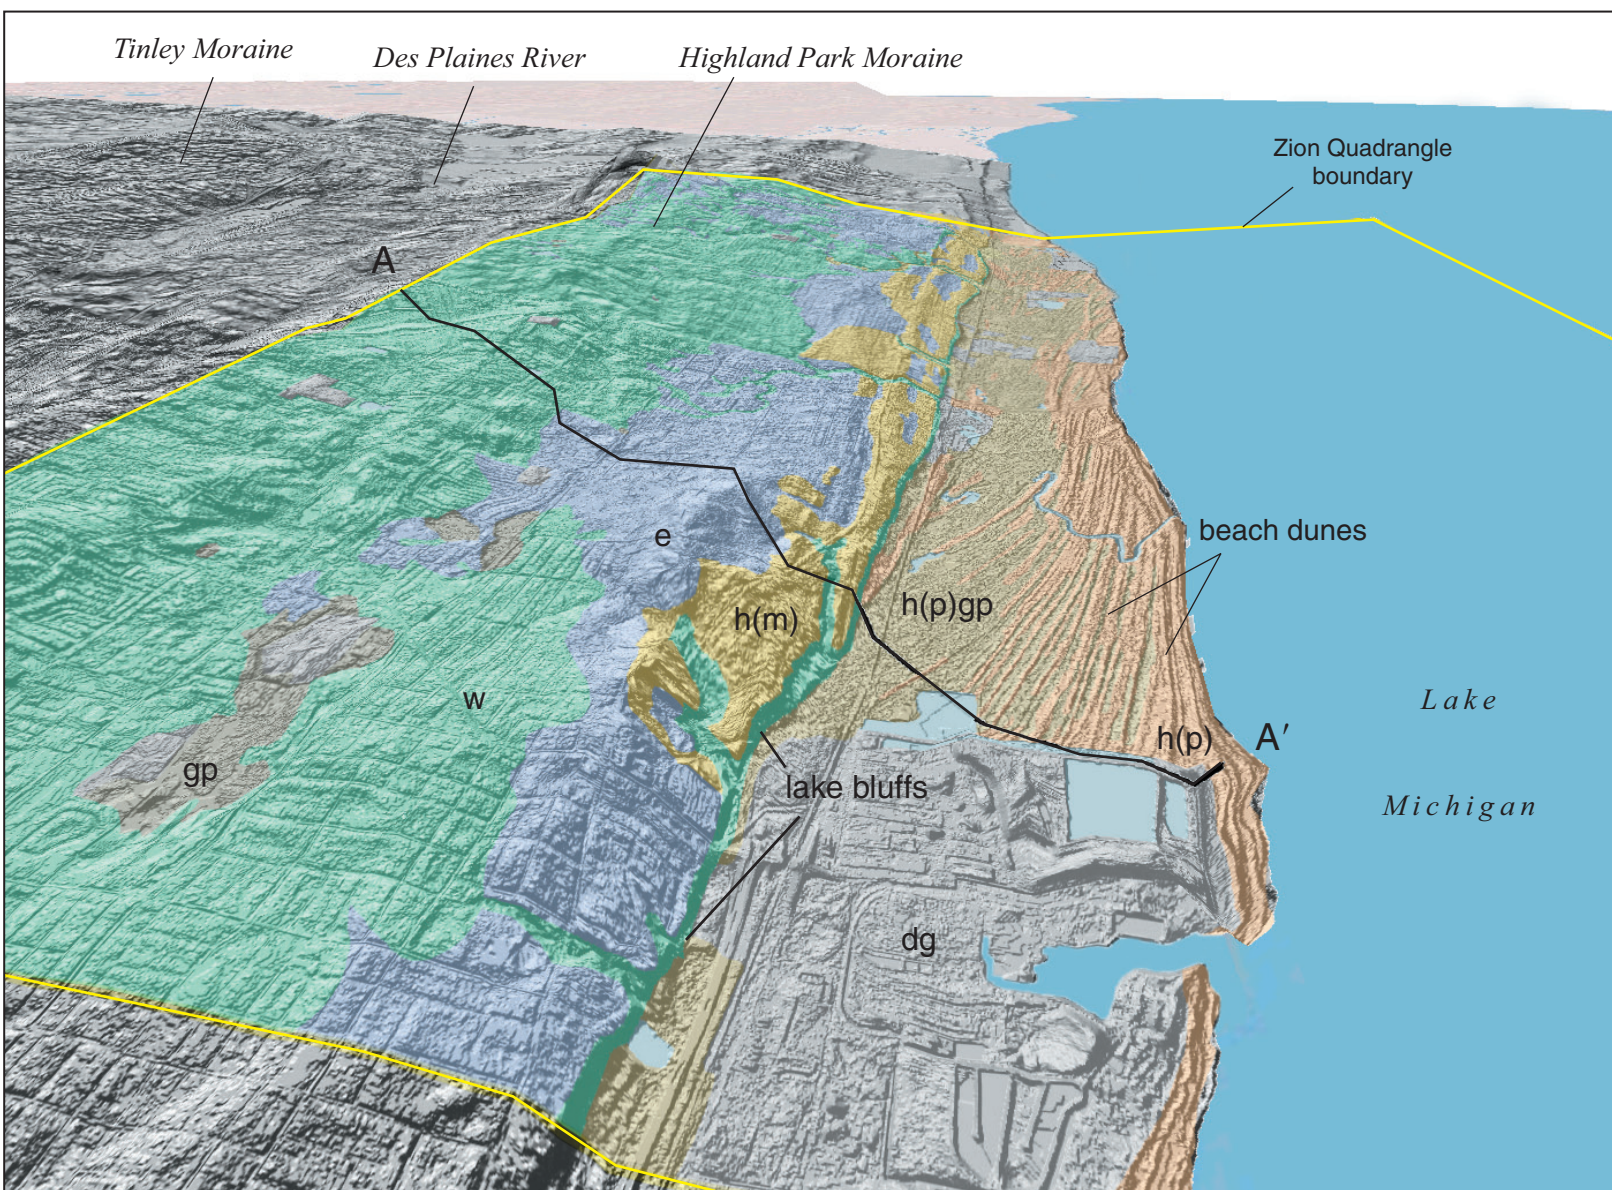 Tinley Moraine
Des Plaines River
Highland Park Moraine
Zion Quadrangle
boundary
A
beach dunes
e
h(m)
h(p)gp
w
Lake
h(p)
A′
gp
lake bluffs
Michigan
dg